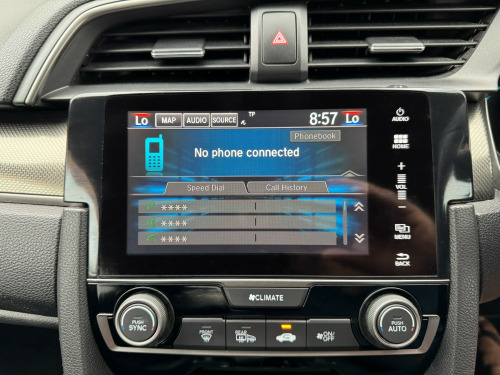 Lo MAP AUDIO SOURCE TP 8:57 Lo
Phonebook
No phone connected
Speed Dial Call History
****
****
****
AUDIO
HOME
+
VOL
−
MENU
BACK
CLIMATE
PUSH SYNC
FRONT
REAR
ON/OFF
PUSH AUTO